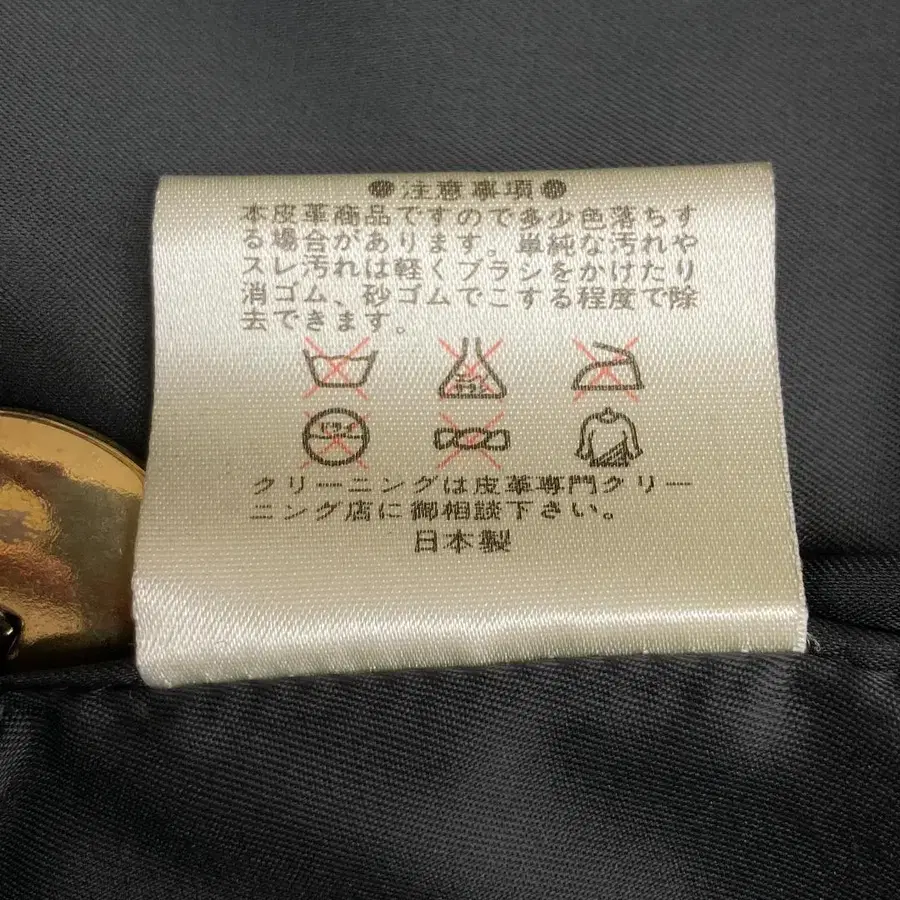 ●注意事項●
本皮革商品ですので多少色落ちす
る場合があります。単純な汚れや
スレ汚れは軽くブラシをかけたり
消ゴム、砂ゴムでこする程度で除
去できます。
ドライ
クリーニングは皮革専門クリー
ニング店に御相談下さい。
日本製